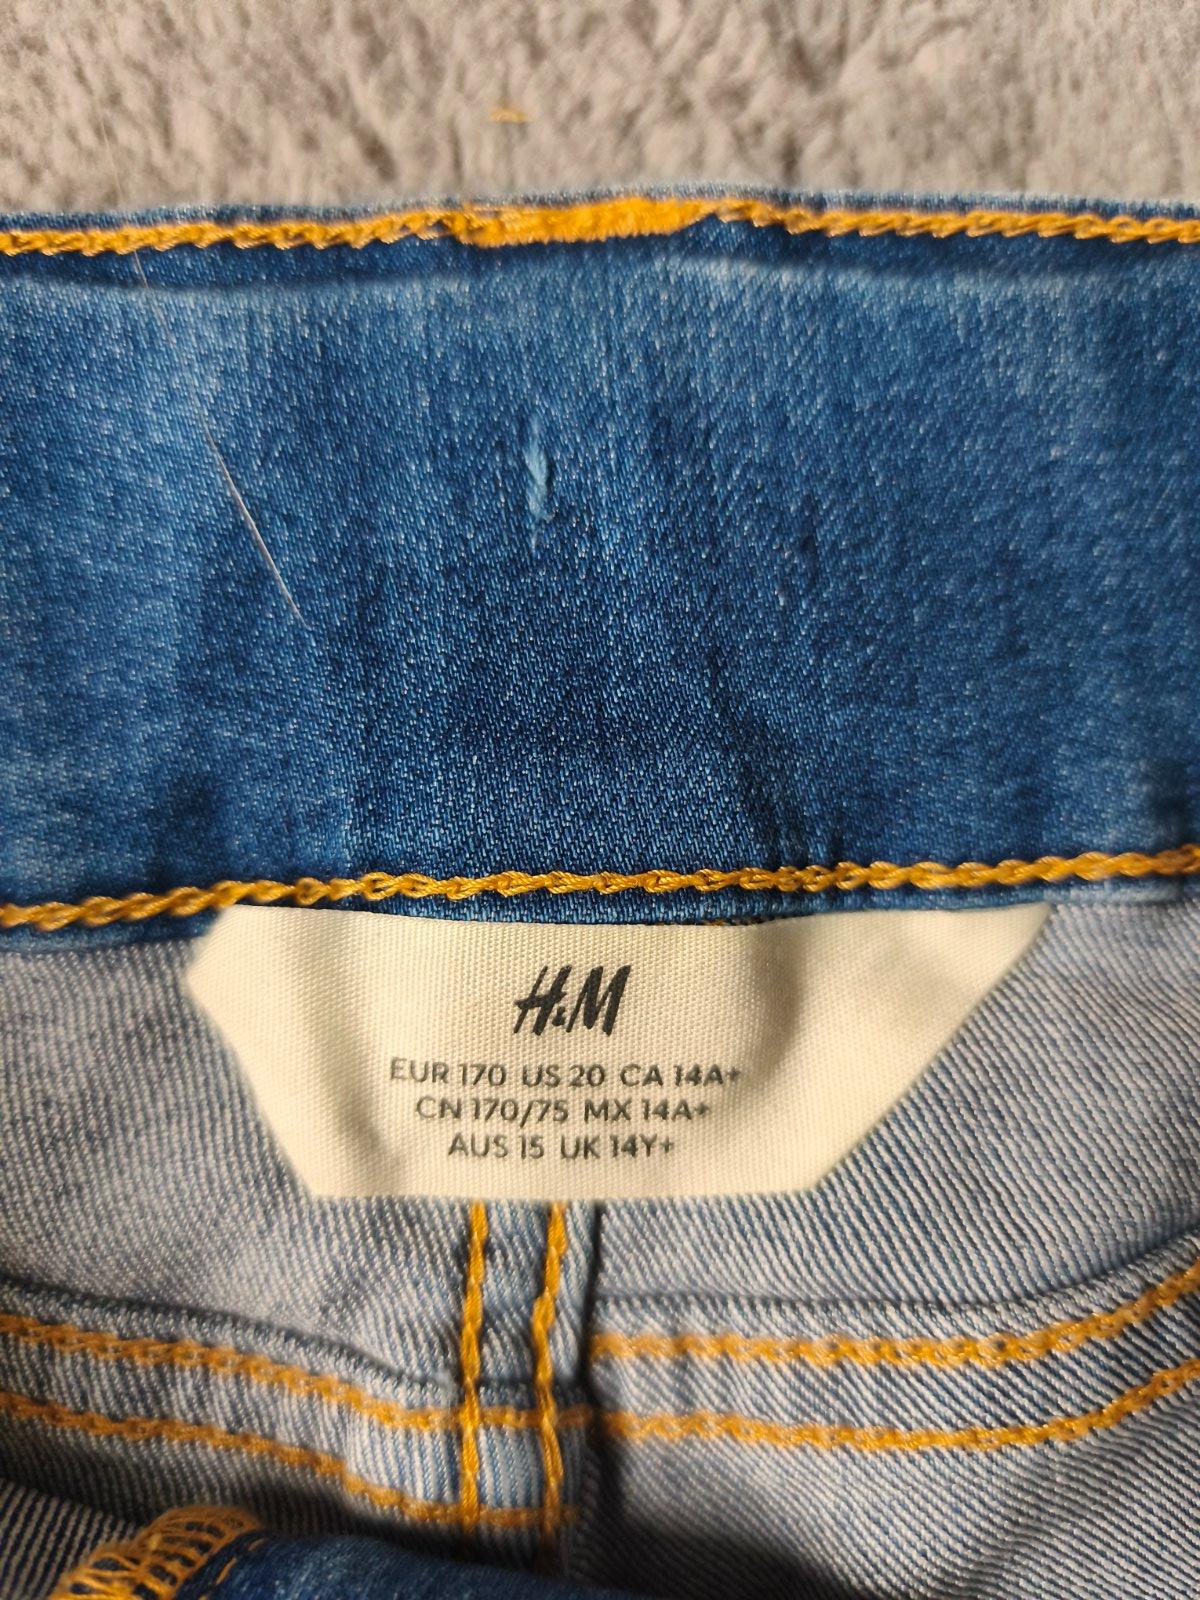 H&M
EUR 170 US 20 CA 14A+
CN 170/75 MX 14A+
AUS 15 UK 14Y+